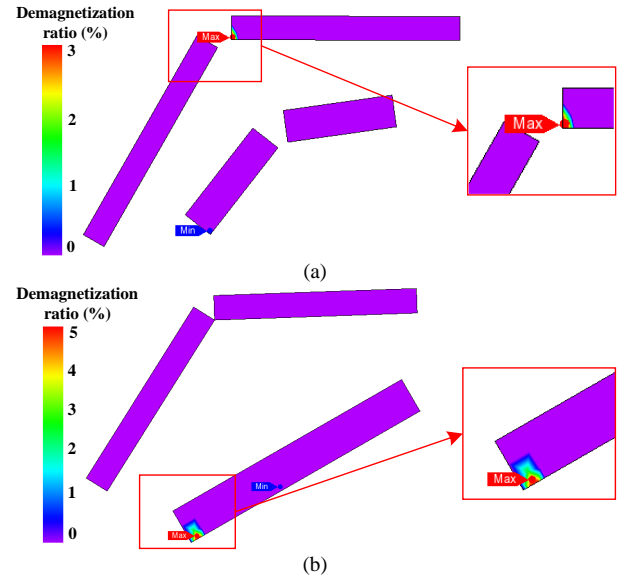 Demagnetization
ratio (%)
3
2
1
0
Max
Min
Max
(a)
Demagnetization
ratio (%)
5
4
3
2
1
0
Min
Max
Max
(b)